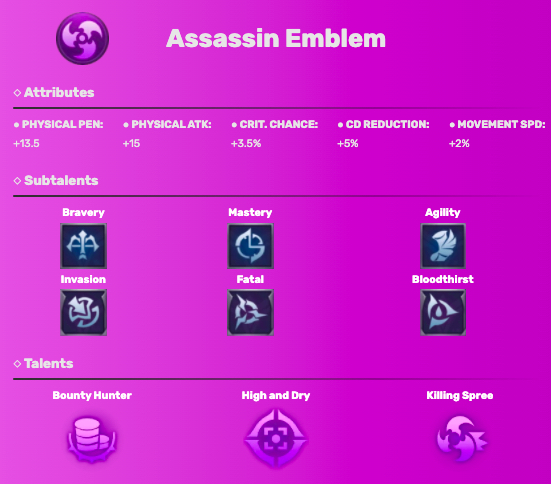 Assassin Emblem
◇ Attributes
● PHYSICAL PEN: ● PHYSICAL ATK: ● CRIT. CHANCE: ● CD REDUCTION: ● MOVEMENT SPD:
+13.5 +15 +3.5% +5% +2%
◇ Subtalents
Bravery Mastery Agility
Invasion Fatal Bloodthirst
◇ Talents
Bounty Hunter High and Dry Killing Spree